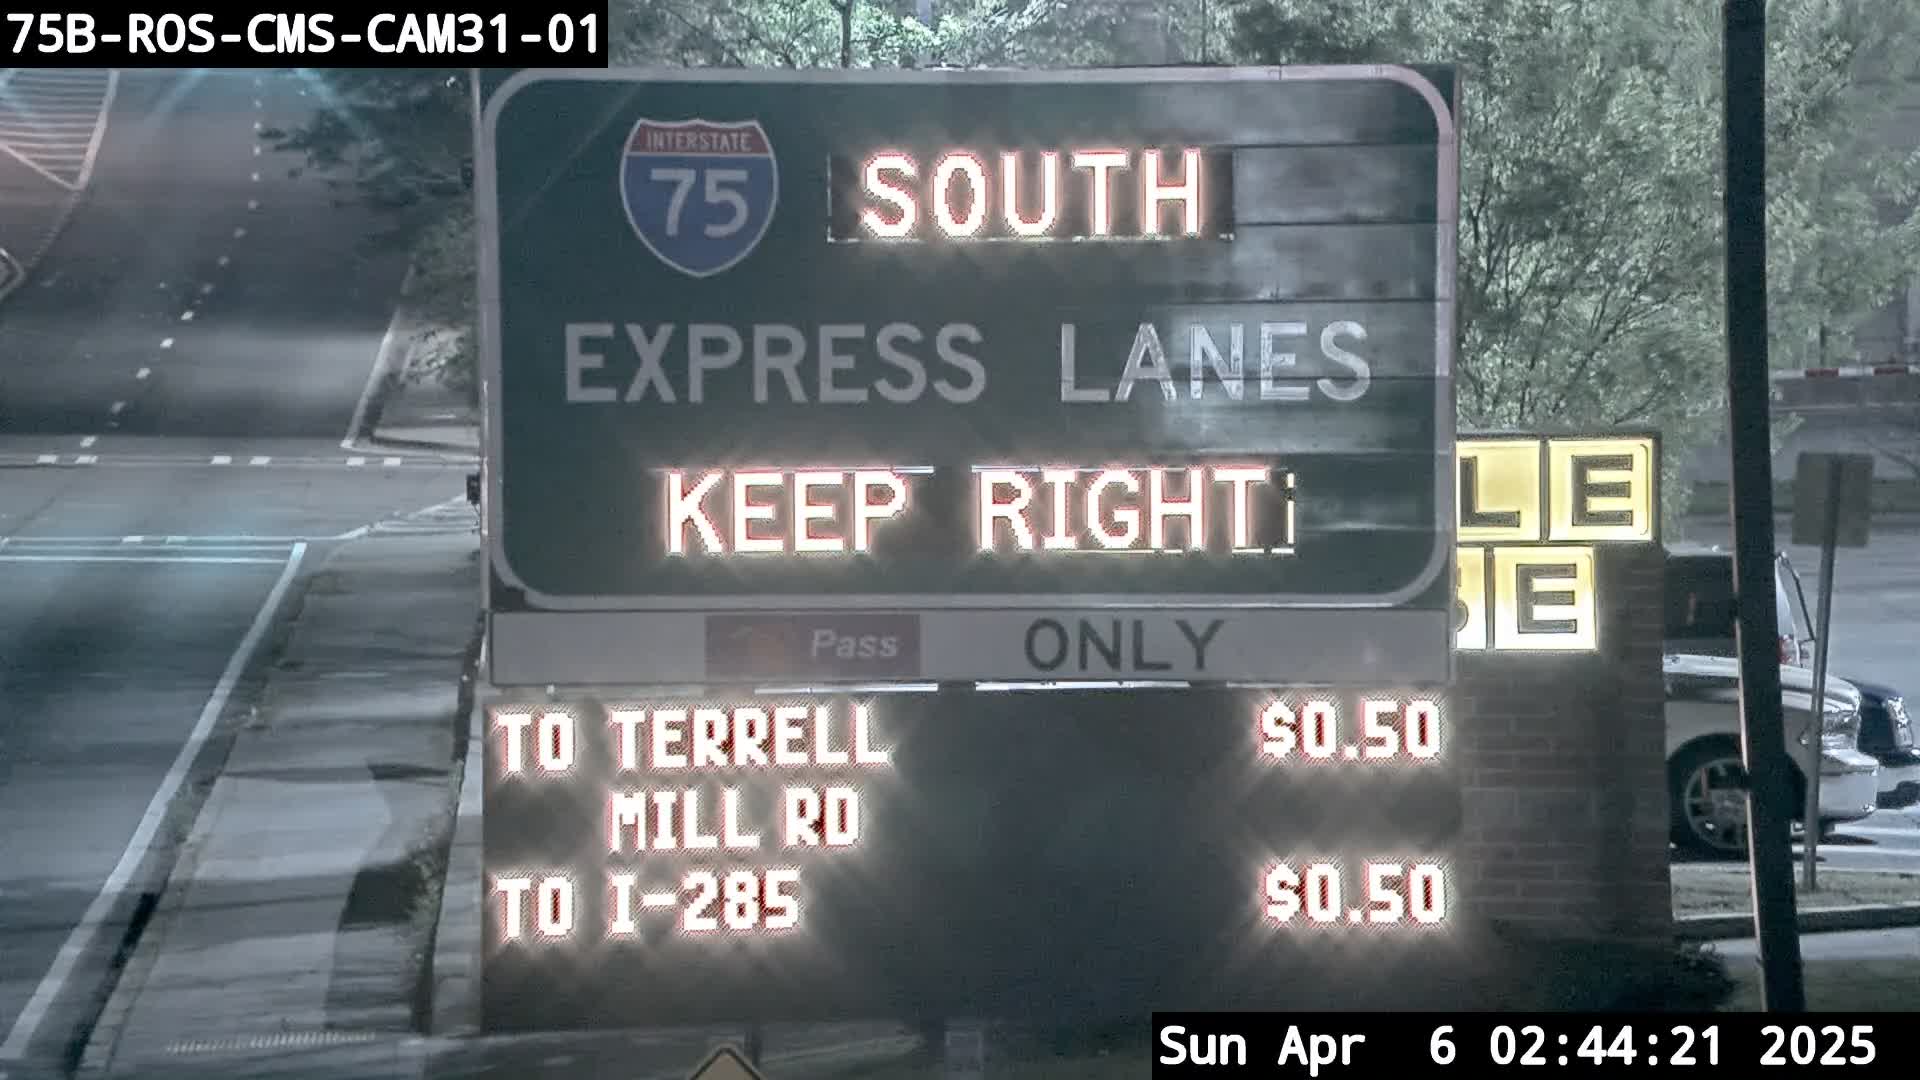 75B-ROS-CMS-CAM31-01
INTERSTATE
75
SOUTH
EXPRESS LANES
KEEP RIGHT
Pass ONLY
TO TERRELL $0.50
MILL RD
TO I-285 $0.50
LE
E
Sun Apr 6 02:44:21 2025